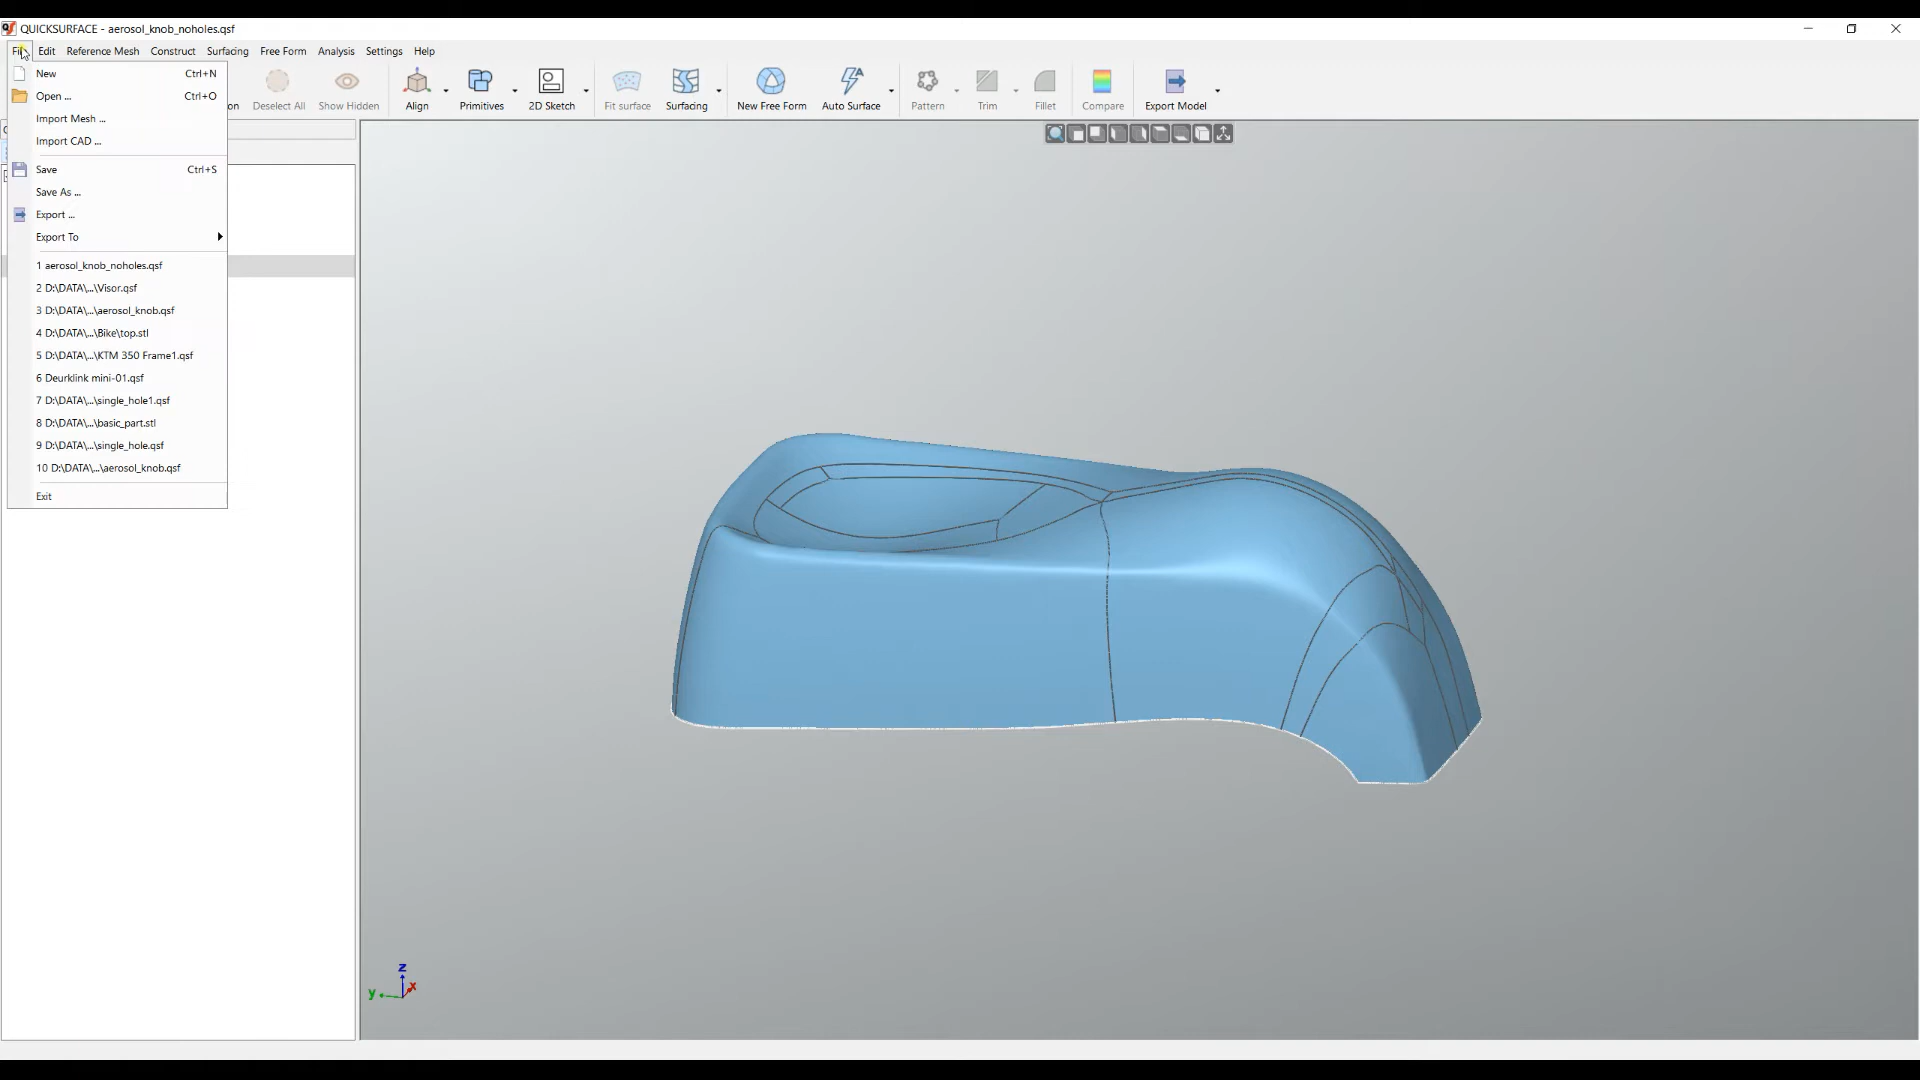 QUICKSURFACE - aerosol_knob_noholes.qsf
Edit Reference Mesh Construct Surfacing Free Form Analysis Settings Help
on Deselect All Show Hidden Align Primitives 2D Sketch Fit surface Surfacing New Free Form Auto Surface Pattern Trim Fillet Compare Export Model
New Ctrl+N
Open ... Ctrl+O
Import Mesh ...
Import CAD ...
Save Ctrl+S
Save As ...
Export ...
Export To
1 aerosol_knob_noholes.qsf
2 D:\DATA\...\Visor.qsf
3 D:\DATA\...\aerosol_knob.qsf
4 D:\DATA\...\Bike\top.stl
5 D:\DATA\...\KTM 350 Frame1.qsf
6 Deurklink mini-01.qsf
7 D:\DATA\...\single_hole1.qsf
8 D:\DATA\...\basic_part.stl
9 D:\DATA\...\single_hole.qsf
10 D:\DATA\...\aerosol_knob.qsf
Exit
z
y x